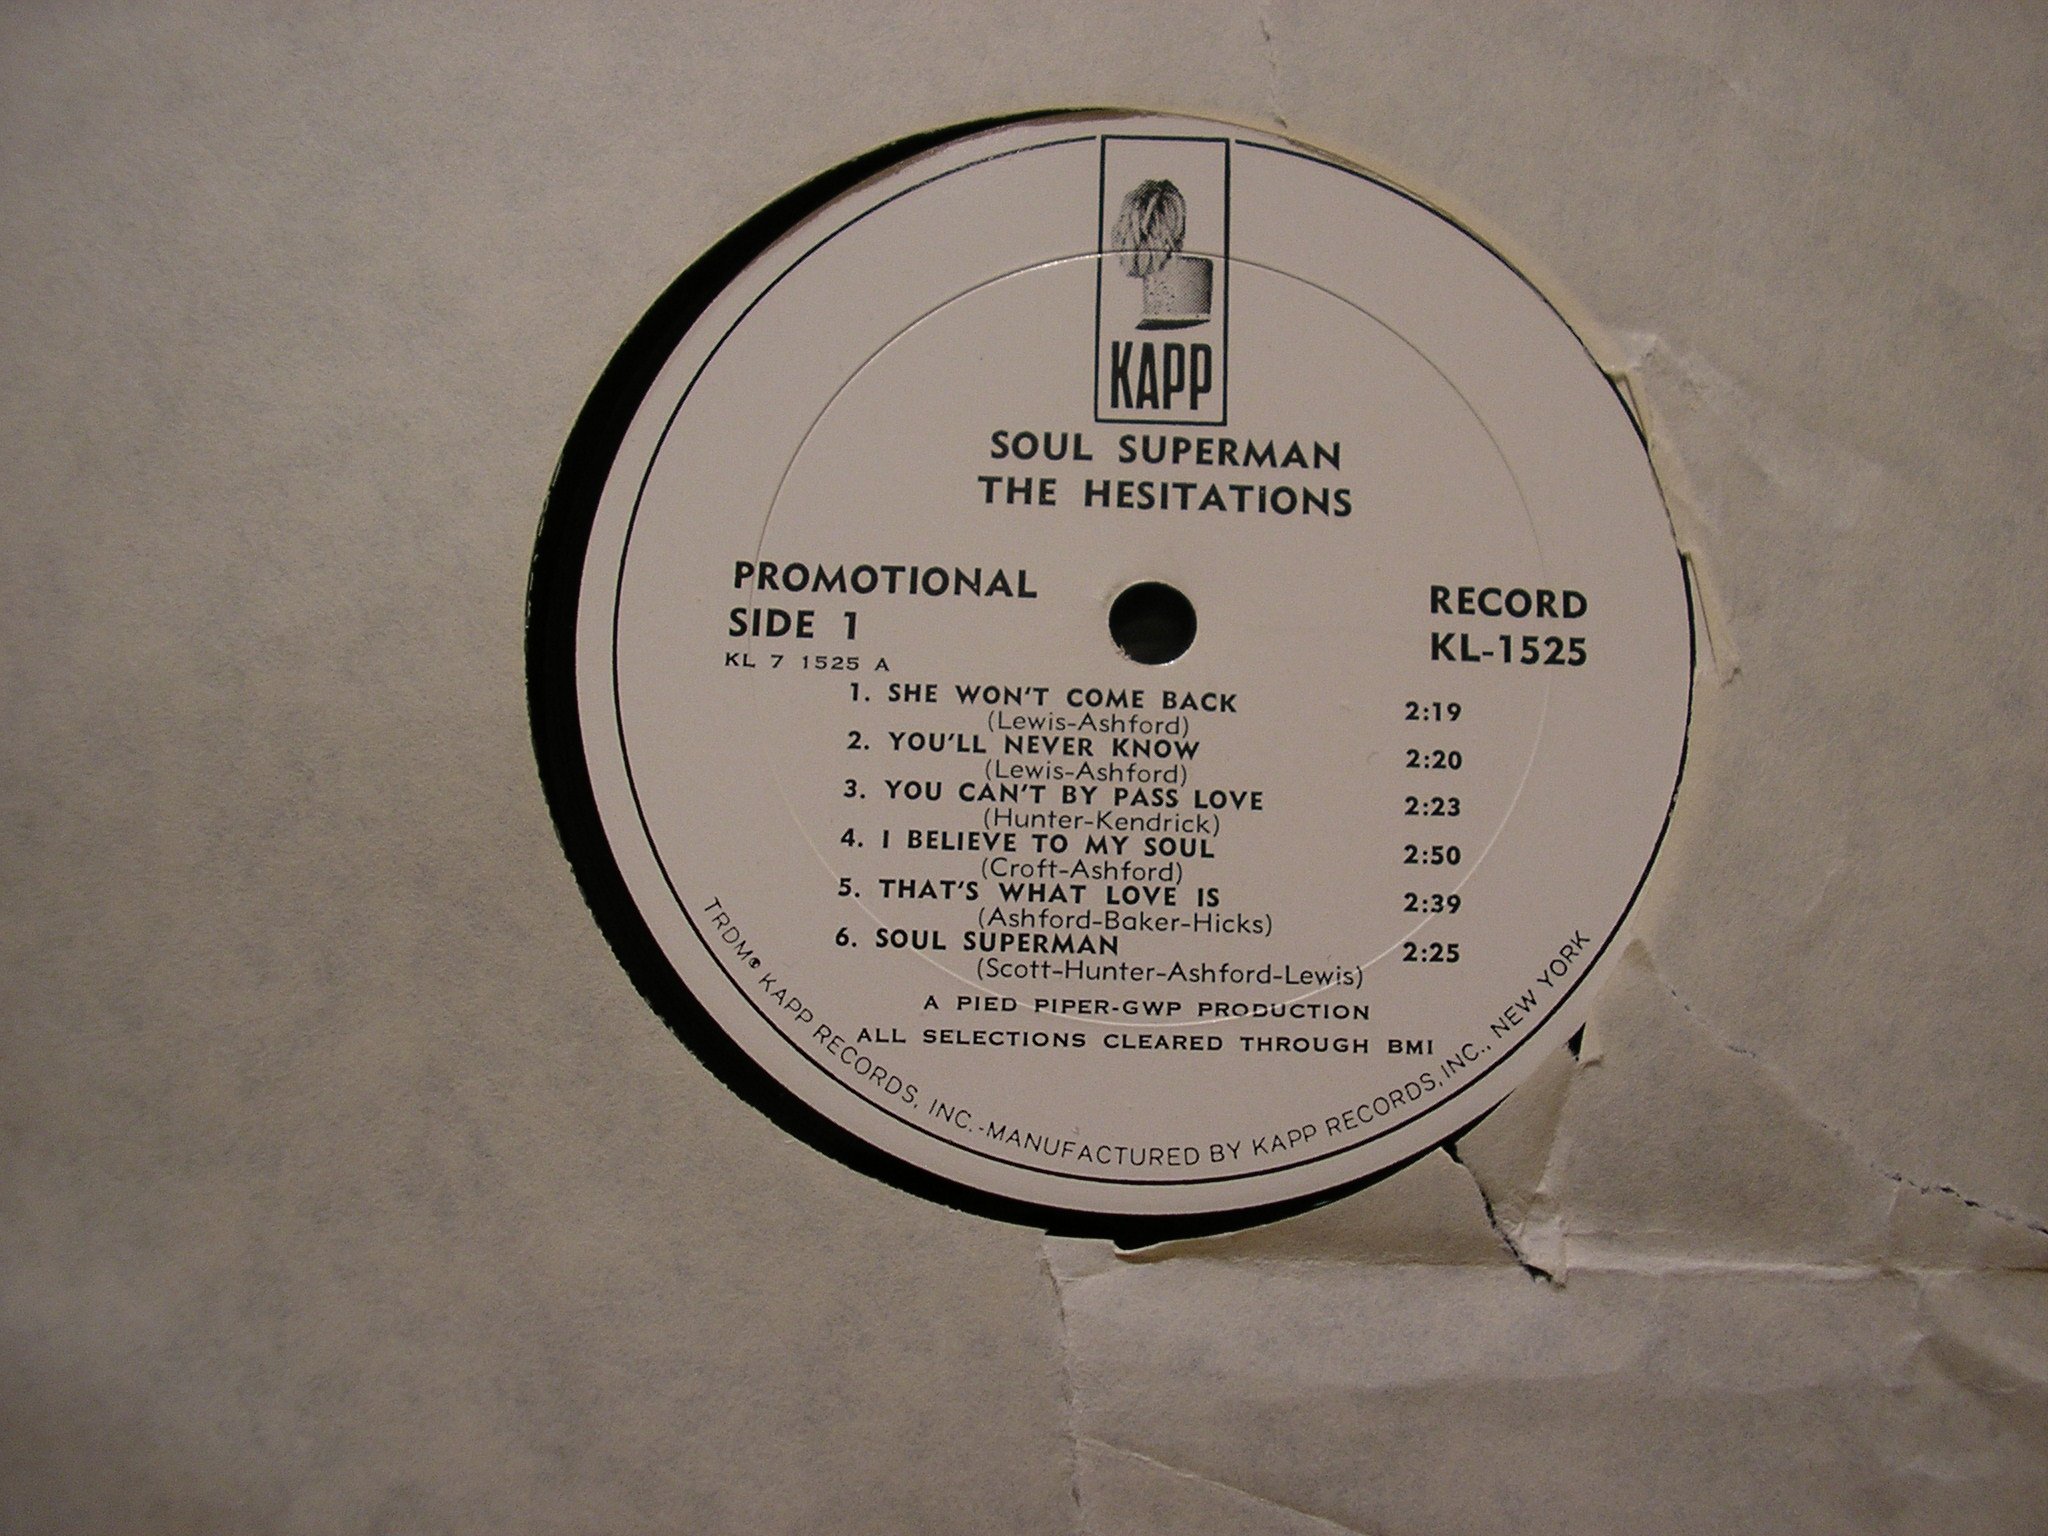 KAPP
SOUL SUPERMAN
THE HESITATIONS
PROMOTIONAL RECORD
SIDE 1 KL-1525
KL 7 1525 A
1. SHE WON'T COME BACK 2:19
(Lewis-Ashford)
2. YOU'LL NEVER KNOW 2:20
(Lewis-Ashford)
3. YOU CAN'T BY PASS LOVE 2:23
(Hunter-Kendrick)
4. I BELIEVE TO MY SOUL 2:50
(Croft-Ashford)
5. THAT'S WHAT LOVE IS 2:39
(Ashford-Baker-Hicks)
6. SOUL SUPERMAN 2:25
(Scott-Hunter-Ashford-Lewis)
A PIED PIPER-GWP PRODUCTION
ALL SELECTIONS CLEARED THROUGH BMI
TRDM® KAPP RECORDS, INC.-MANUFACTURED BY KAPP RECORDS, INC., NEW YORK